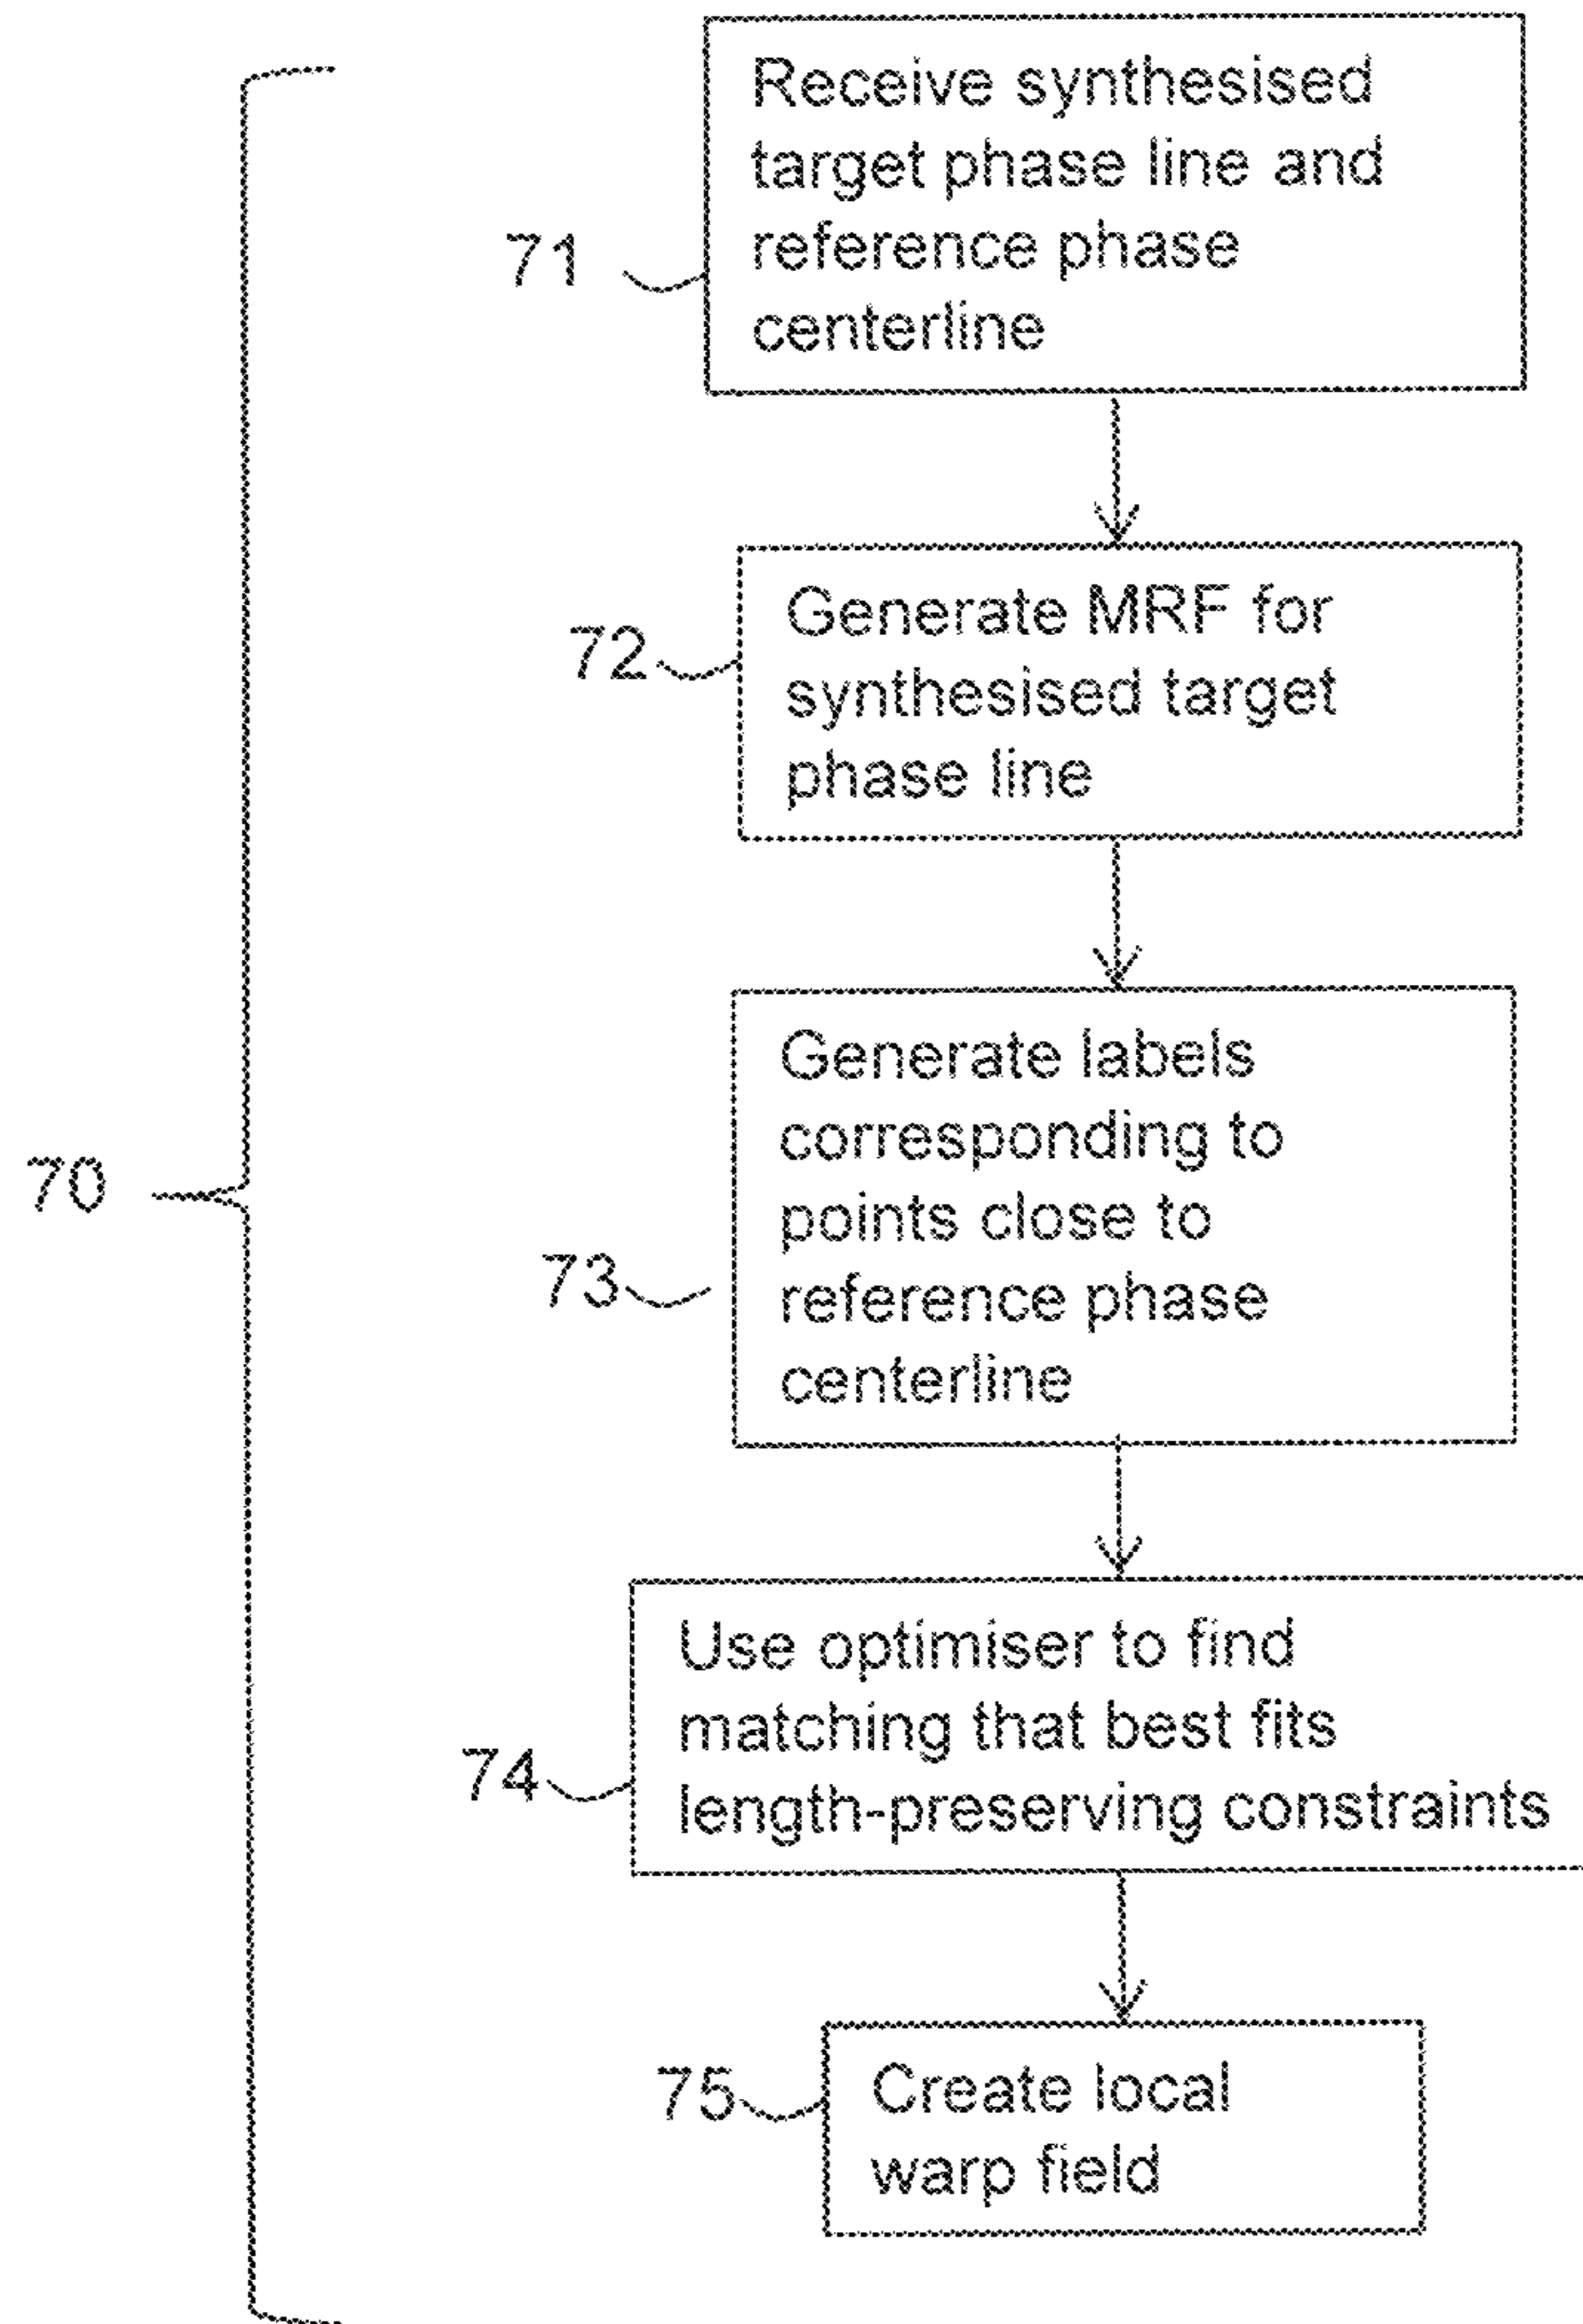 Receive synthesised
target phase line and
reference phase
centerline
71
Generate MRF for
synthesised target
phase line
72
Generate labels
corresponding to
points close to
reference phase
centerline
73
70
Use optimiser to find
matching that best fits
length-preserving constraints
74
Create local
warp field
75